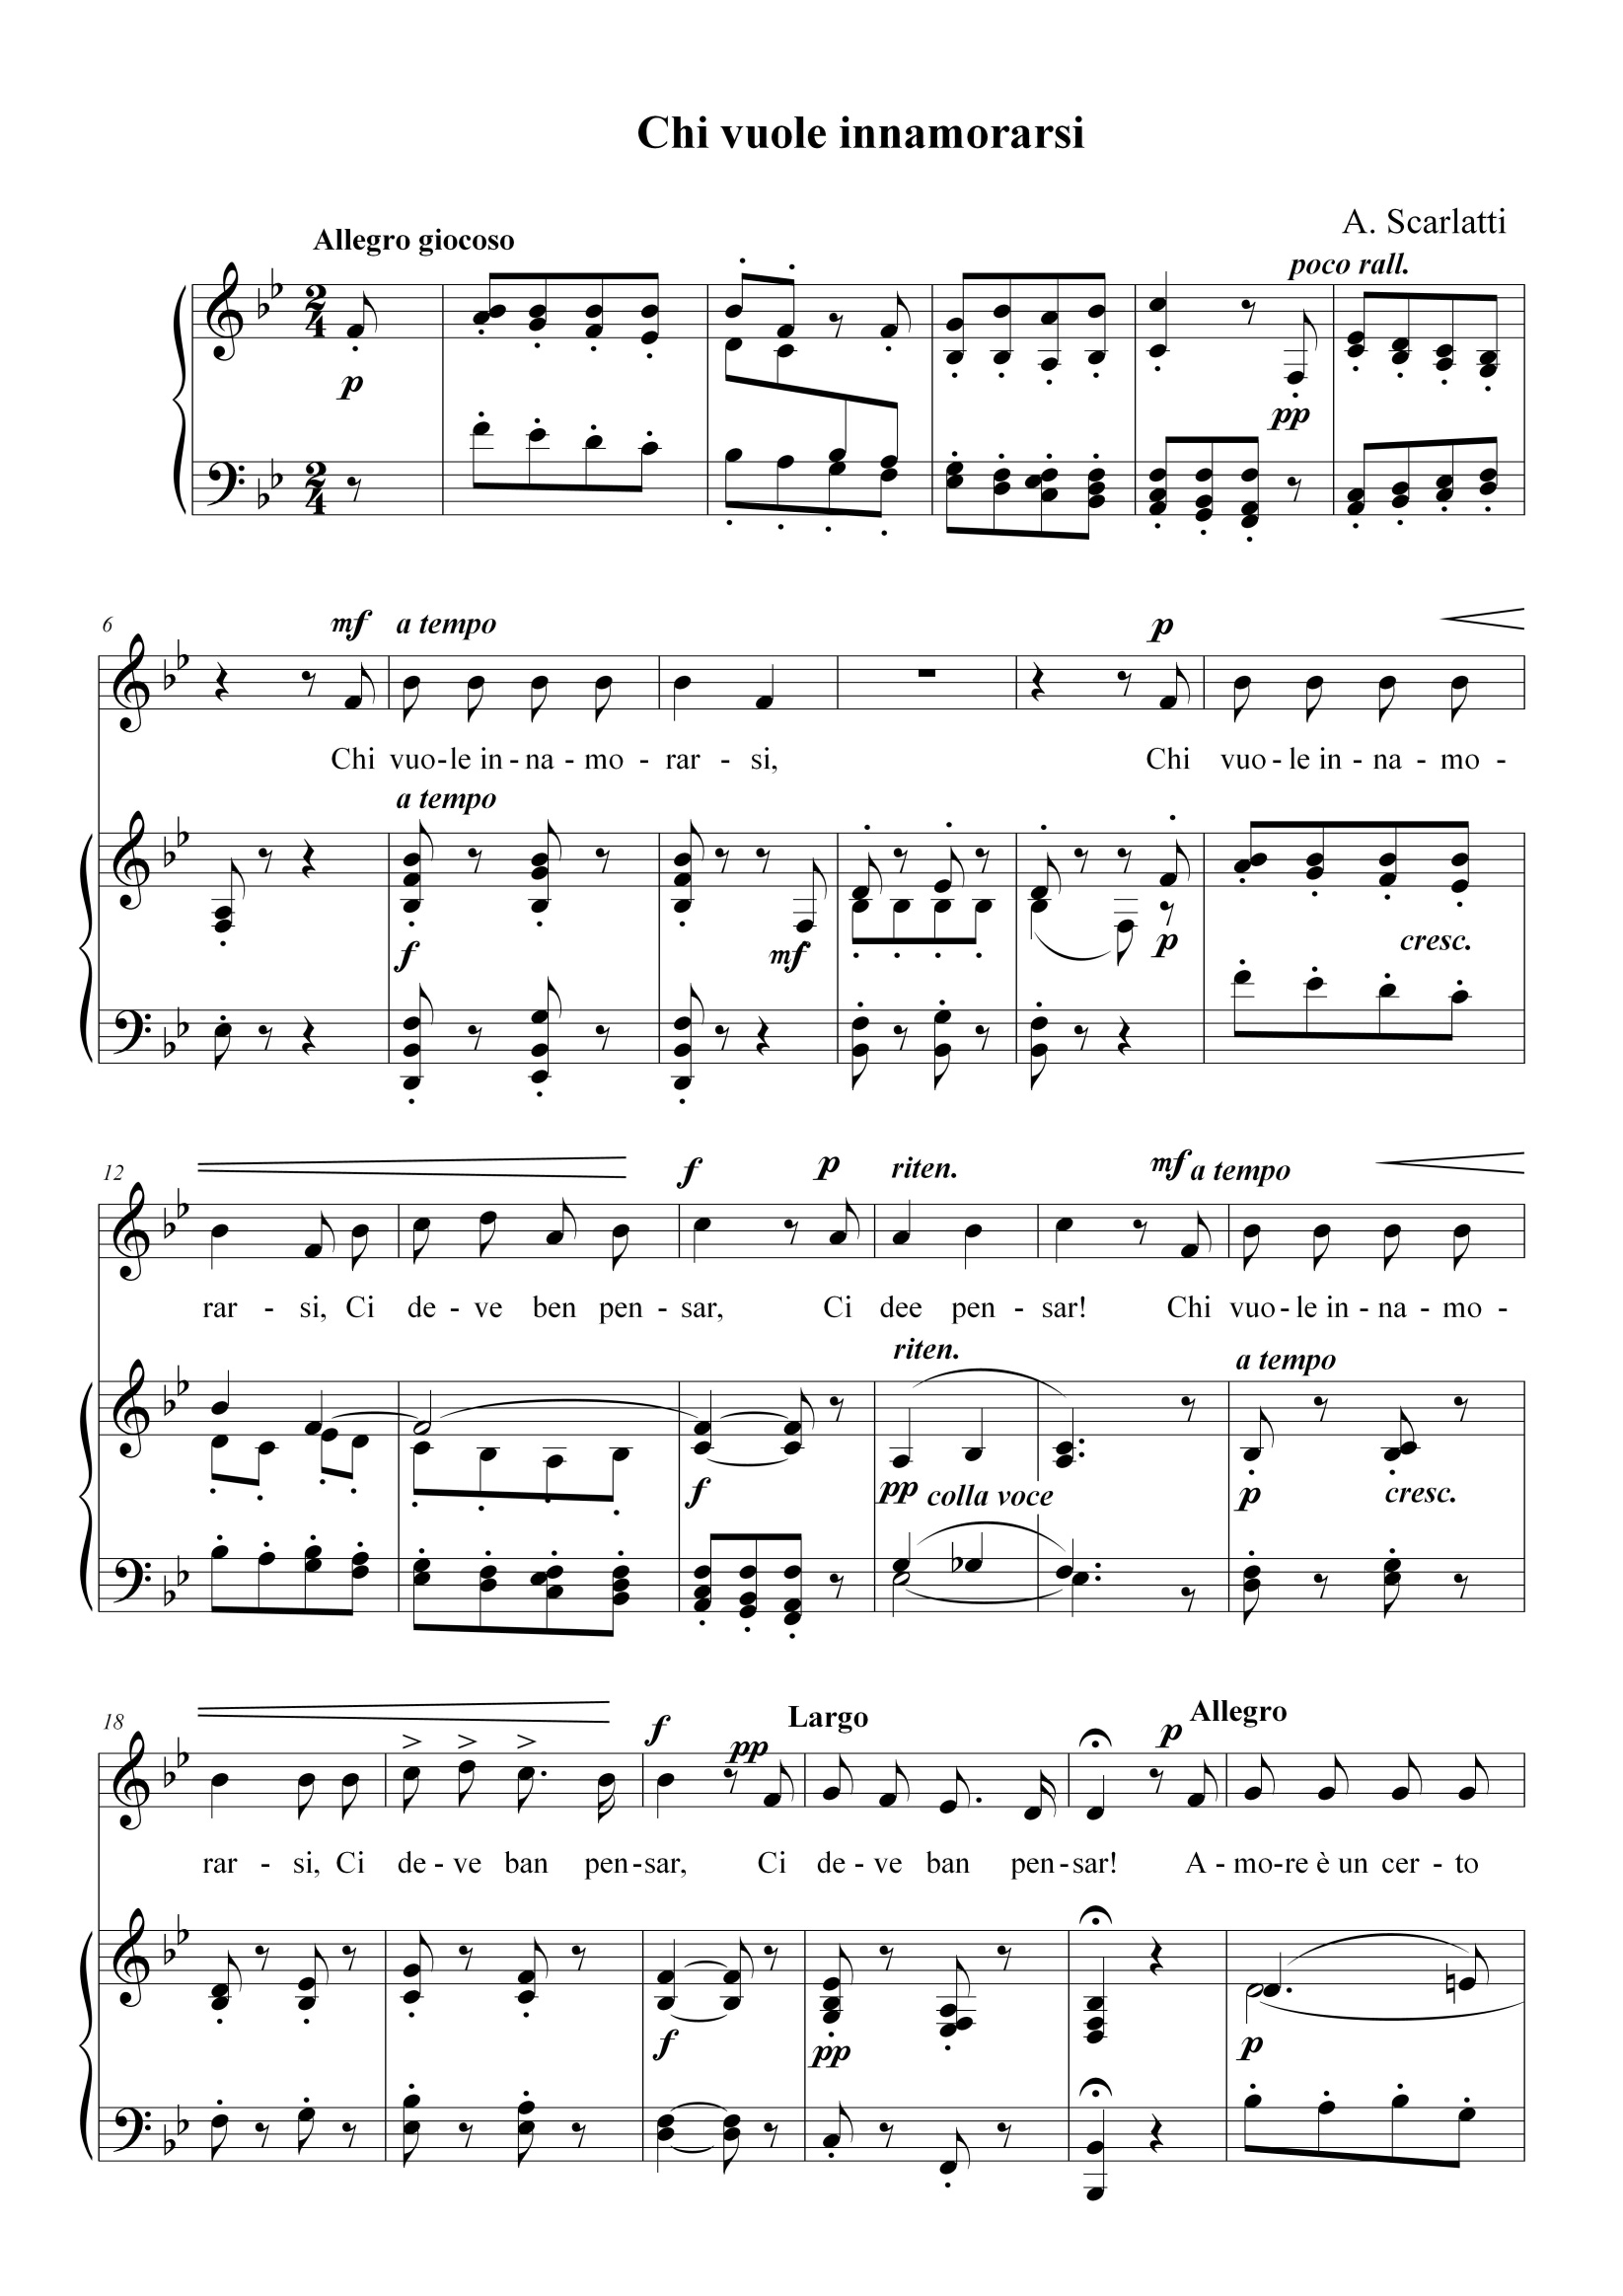 Chi vuole innamorarsi
A. Scarlatti
Allegro giocoso
poco rall.
2 2
4 4
p
pp
6
mf a tempo p
Chi vuo-le in-na-mo-rar-si, Chi vuo-le in-na-mo-
a tempo
f mf p cresc.
12
f p riten. mf a tempo
rar-si, Ci de-ve ben pen-sar, Ci dee pen-sar! Chi vuo-le in-na-mo-
riten. a tempo
f pp colla voce p cresc.
18
f pp Largo p Allegro
rar-si, Ci de-ve ban pen-sar, Ci de-ve ban pen-sar! A-mo-re è un cer-to
f pp p